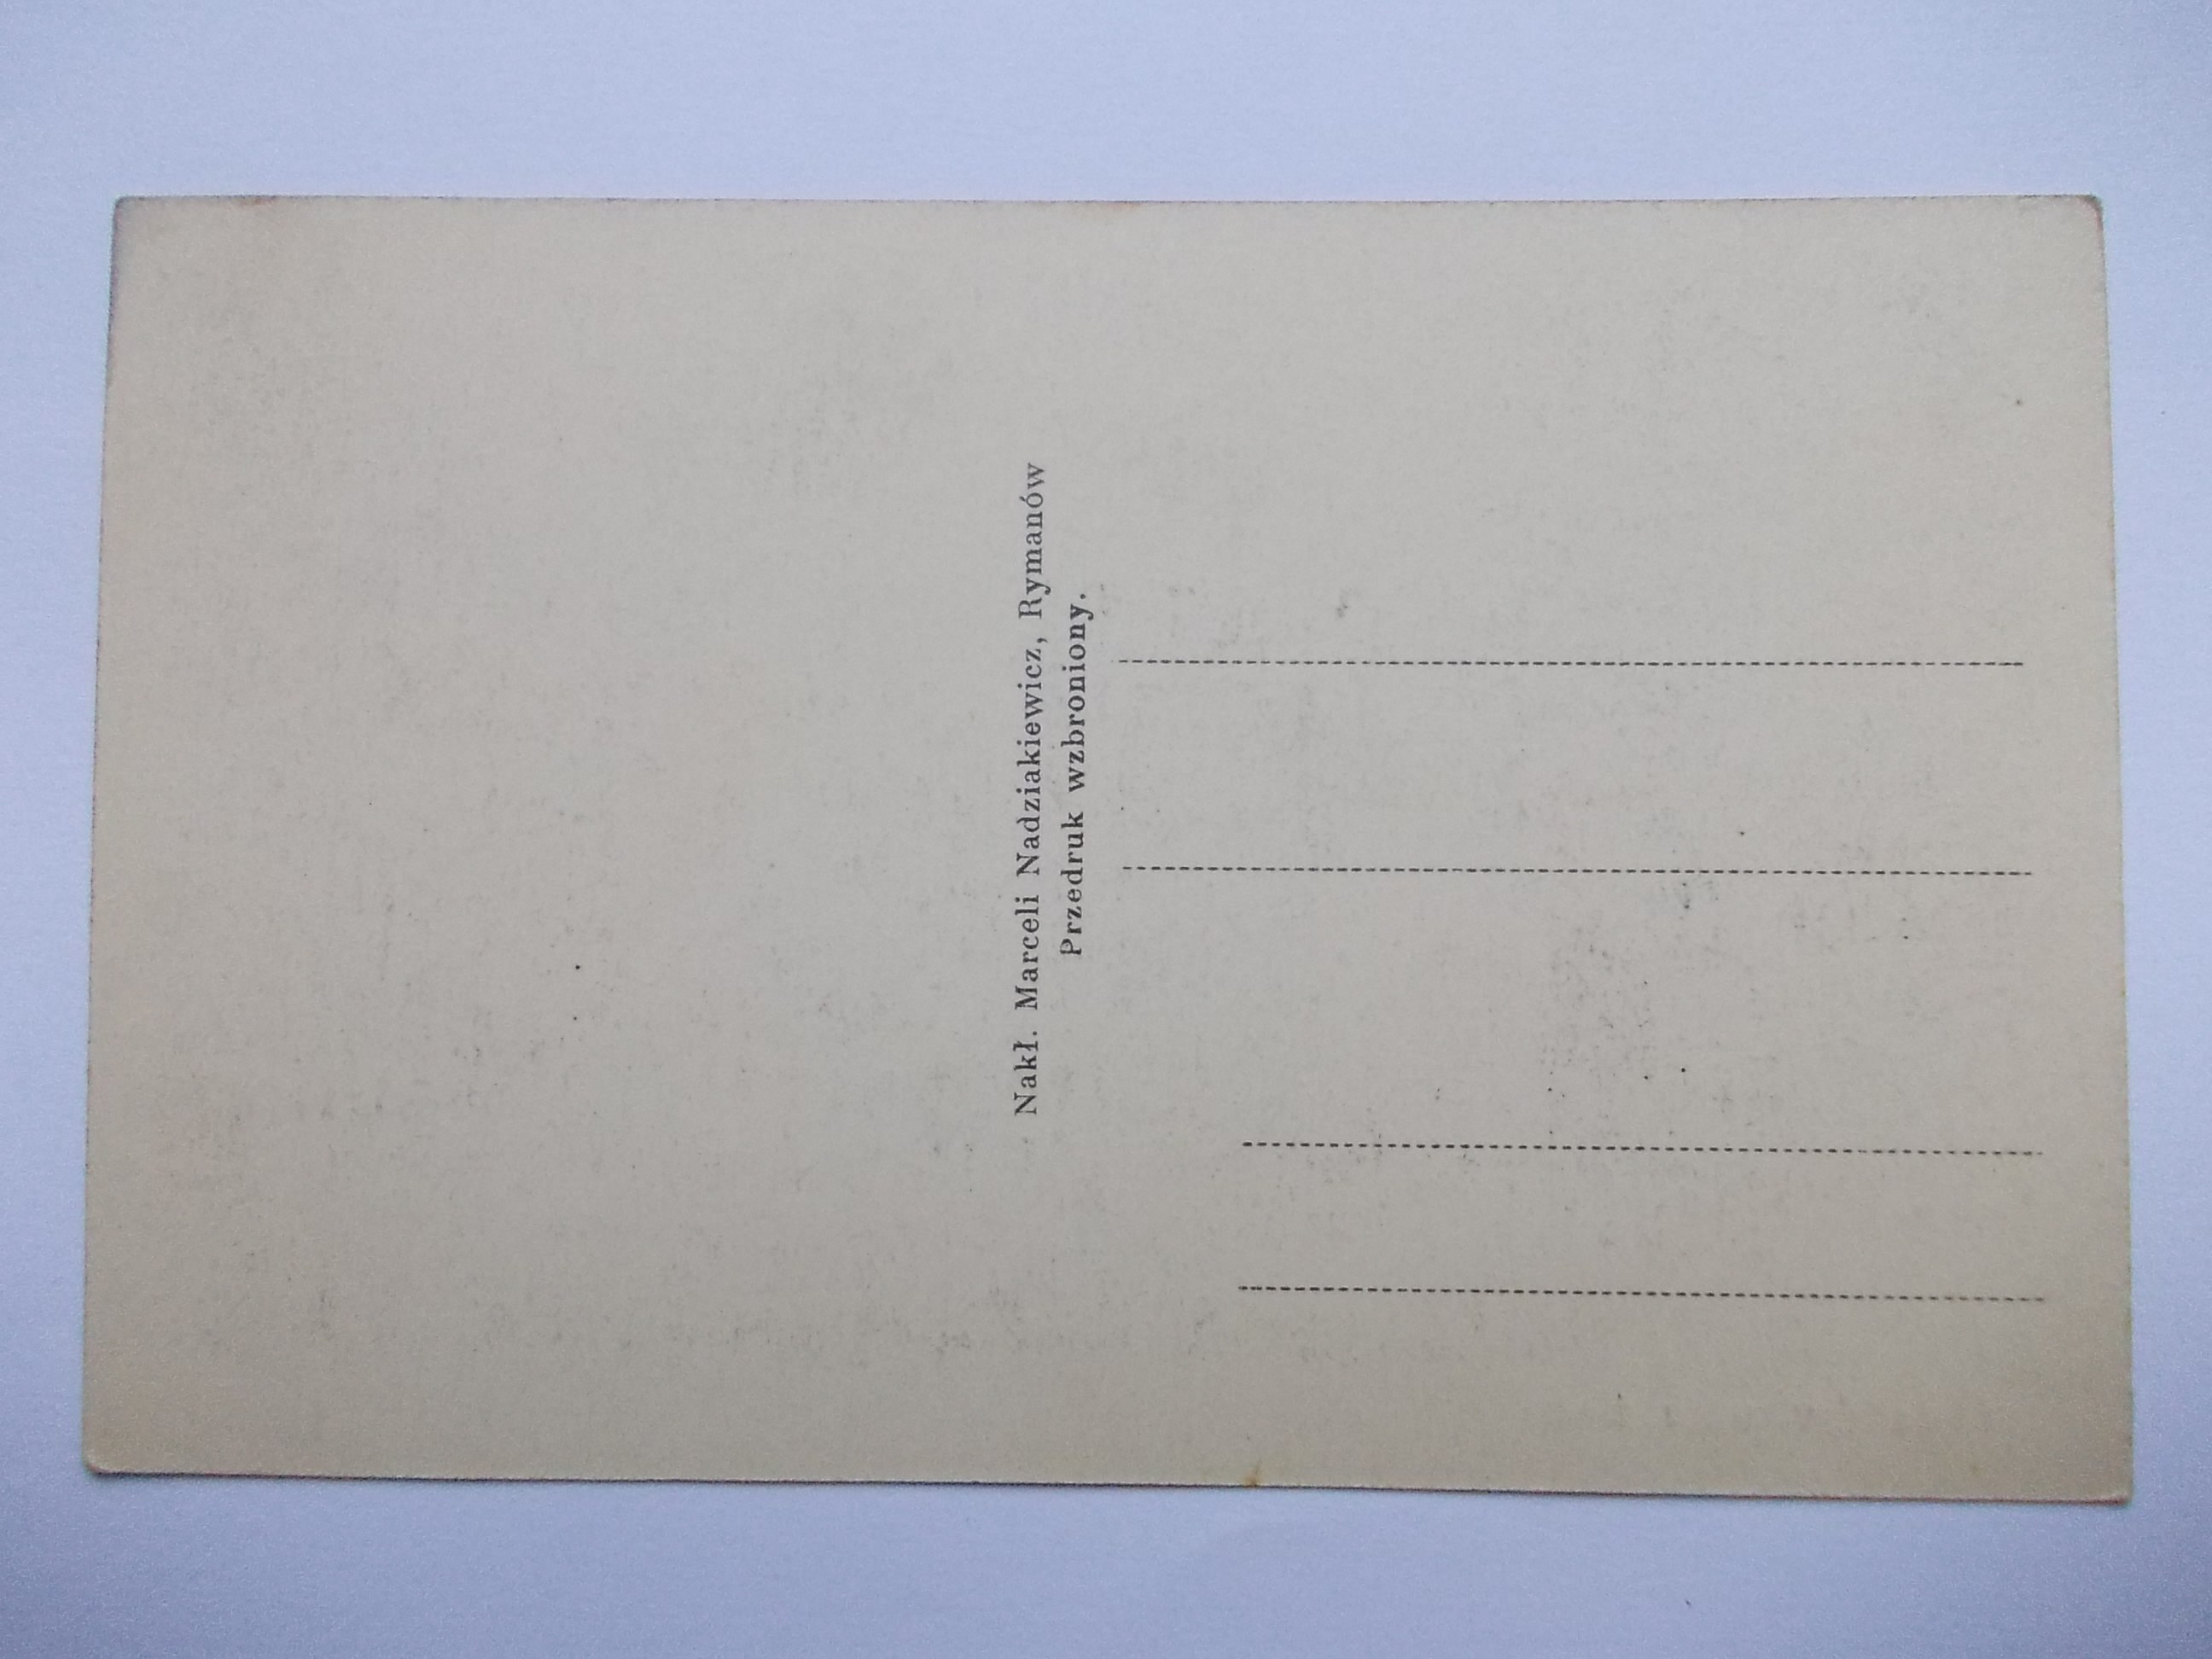 Nakł. Marceli Nadziakiewicz, Rymanów
Przedruk wzbroniony.